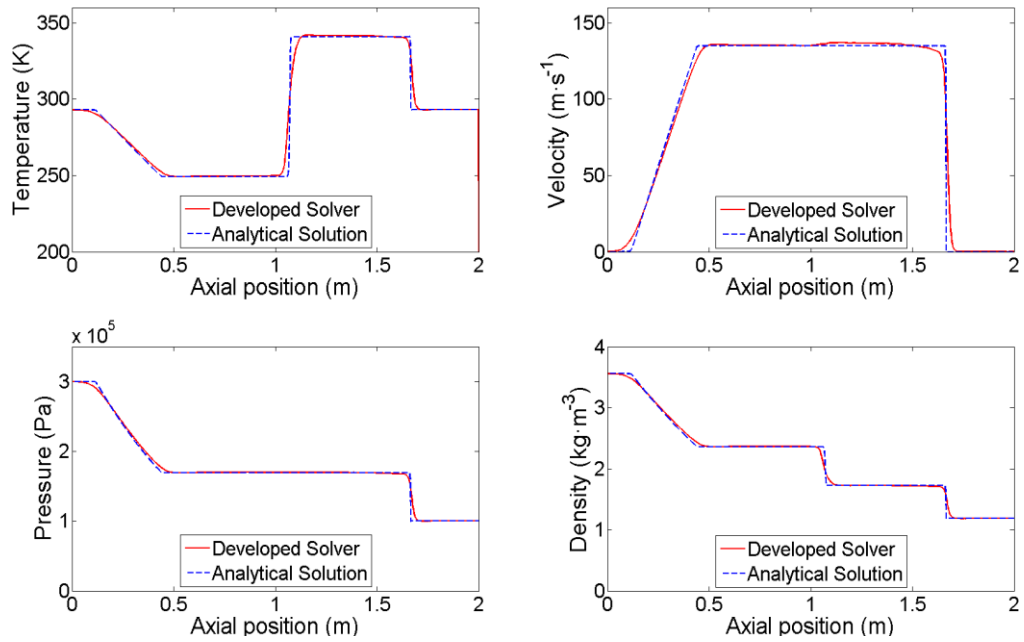 350
300
250
200
Temperature (K)
0 0.5 1 1.5 2
Axial position (m)
Developed Solver
Analytical Solution
150
100
50
0
Velocity (m·s⁻¹)
0 0.5 1 1.5 2
Axial position (m)
Developed Solver
Analytical Solution
x 10⁵
3
2
1
0
Pressure (Pa)
0 0.5 1 1.5 2
Axial position (m)
Developed Solver
Analytical Solution
4
3
2
1
0
Density (kg·m⁻³)
0 0.5 1 1.5 2
Axial position (m)
Developed Solver
Analytical Solution